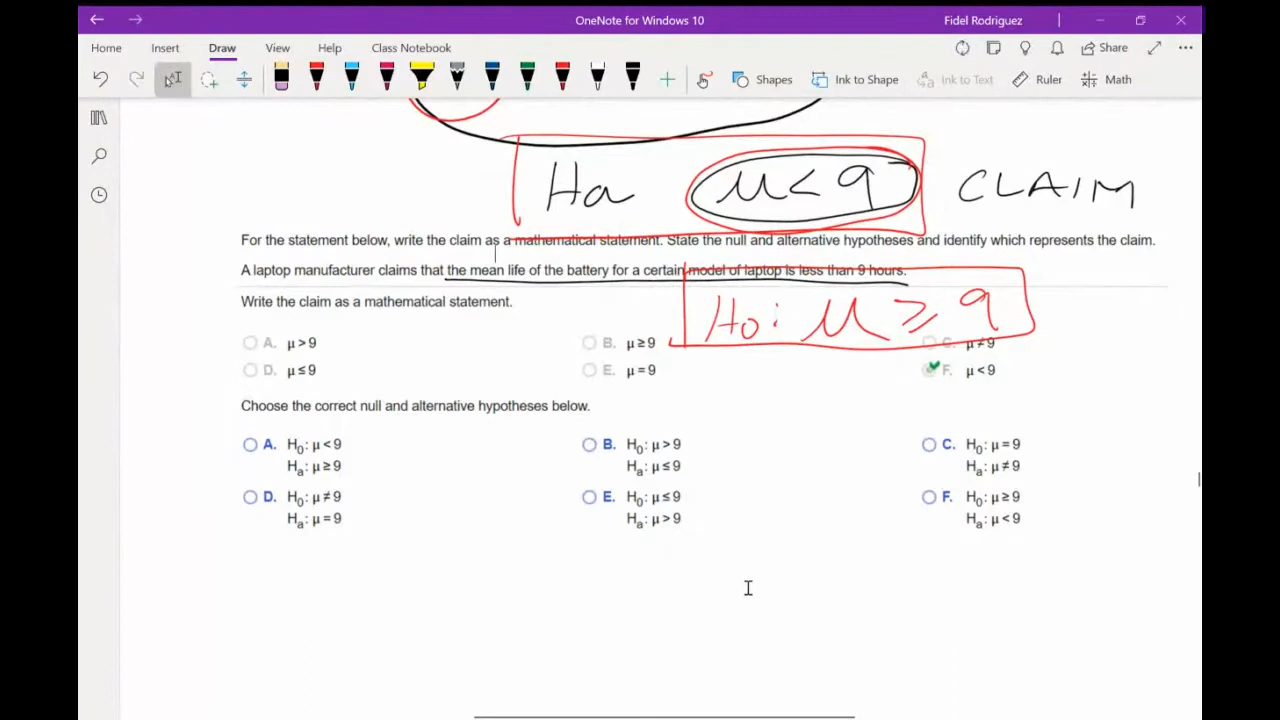 OneNote for Windows 10
Fidel Rodriguez
Home Insert Draw View Help Class Notebook
Share
Shapes Ink to Shape Ink to Text Ruler Math
Ha μ<9 CLAIM
For the statement below, write the claim as a mathematical statement. State the null and alternative hypotheses and identify which represents the claim.
A laptop manufacturer claims that the mean life of the battery for a certain model of laptop is less than 9 hours.
Write the claim as a mathematical statement.
H0: μ ≥ 9
A. μ>9 B. μ≥9 C. μ≠9
D. μ≤9 E. μ=9 F. μ<9
Choose the correct null and alternative hypotheses below.
A. H0: μ<9 B. H0: μ>9 C. H0: μ=9
Ha: μ≥9 Ha: μ≤9 Ha: μ≠9
D. H0: μ≠9 E. H0: μ≤9 F. H0: μ≥9
Ha: μ=9 Ha: μ>9 Ha: μ<9